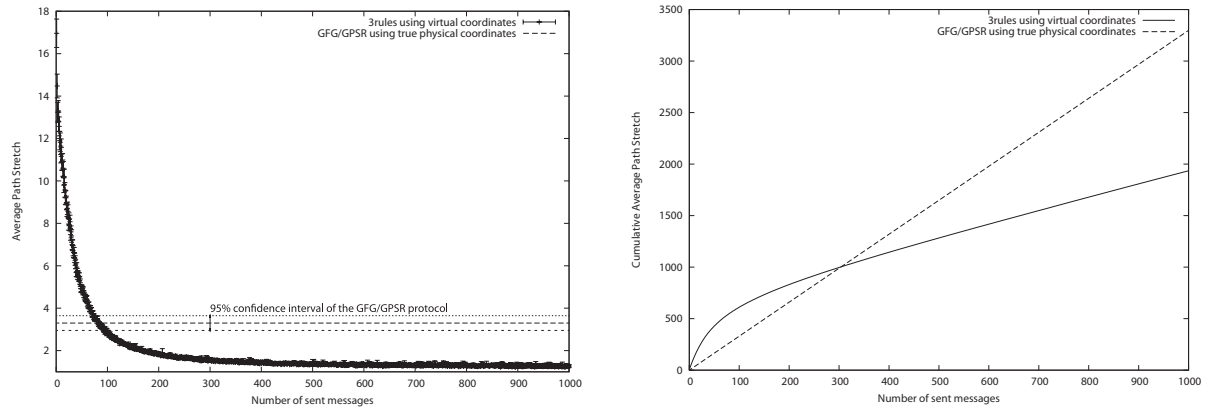 18
16
14
12
10
8
6
4
2
Average Path Stretch
3rules using virtual coordinates
GFG/GPSR using true physical coordinates
95% confidence interval of the GFG/GPSR protocol
0 100 200 300 400 500 600 700 800 900 1000
Number of sent messages
3500
3000
2500
2000
1500
1000
500
0
Cumulative Average Path Stretch
3rules using virtual coordinates
GFG/GPSR using true physical coordinates
0 100 200 300 400 500 600 700 800 900 1000
Number of sent messages